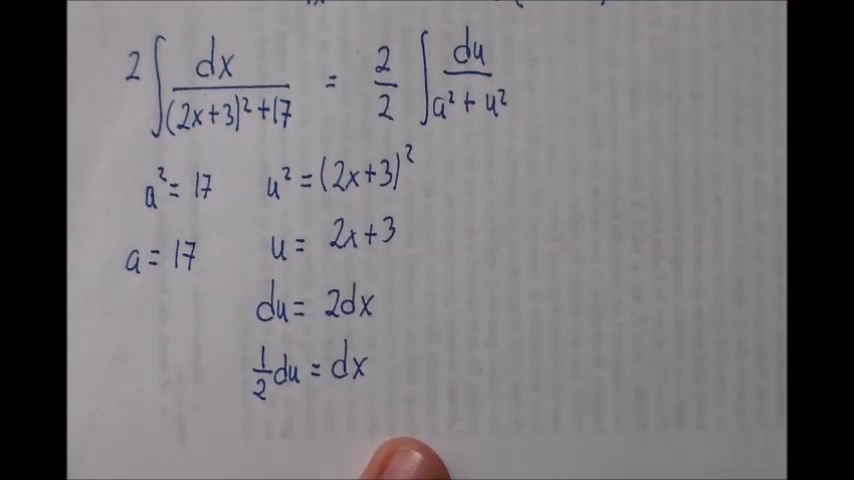 2 ∫ dx / ((2x+3)² + 17) = 2/2 ∫ du / (a² + u²)
a² = 17 u² = (2x+3)²
a = 17 u = 2x+3
du = 2dx
1/2 du = dx